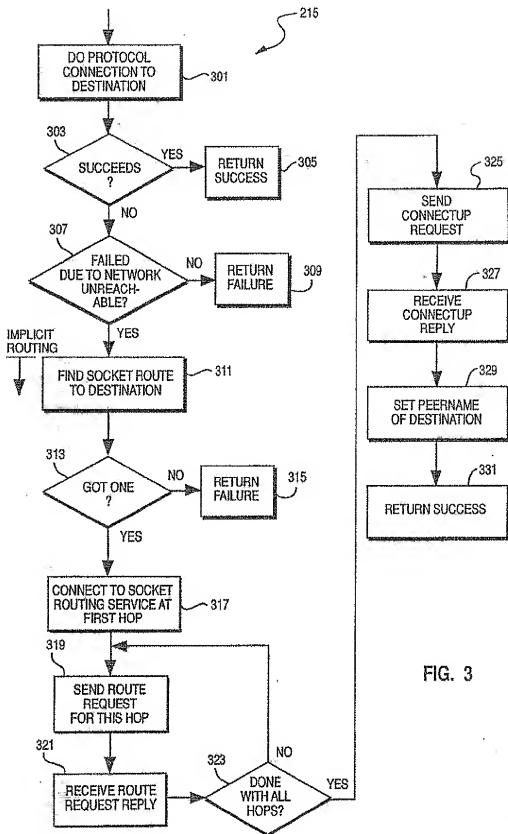 215
DO PROTOCOL
CONNECTION TO
DESTINATION
301
303
SUCCEEDS
?
YES
RETURN
SUCCESS
305
NO
307
FAILED
DUE TO NETWORK
UNREACH-
ABLE?
NO
RETURN
FAILURE
309
YES
IMPLICIT
ROUTING
FIND SOCKET ROUTE
TO DESTINATION
311
313
GOT ONE
?
NO
RETURN
FAILURE
315
YES
CONNECT TO SOCKET
ROUTING SERVICE AT
FIRST HOP
317
319
SEND ROUTE
REQUEST
FOR THIS HOP
321
RECEIVE ROUTE
REQUEST REPLY
323
DONE
WITH ALL
HOPS?
NO
YES
325
SEND
CONNECTUP
REQUEST
327
RECEIVE
CONNECTUP
REPLY
329
SET PEERNAME
OF DESTINATION
331
RETURN SUCCESS
FIG. 3